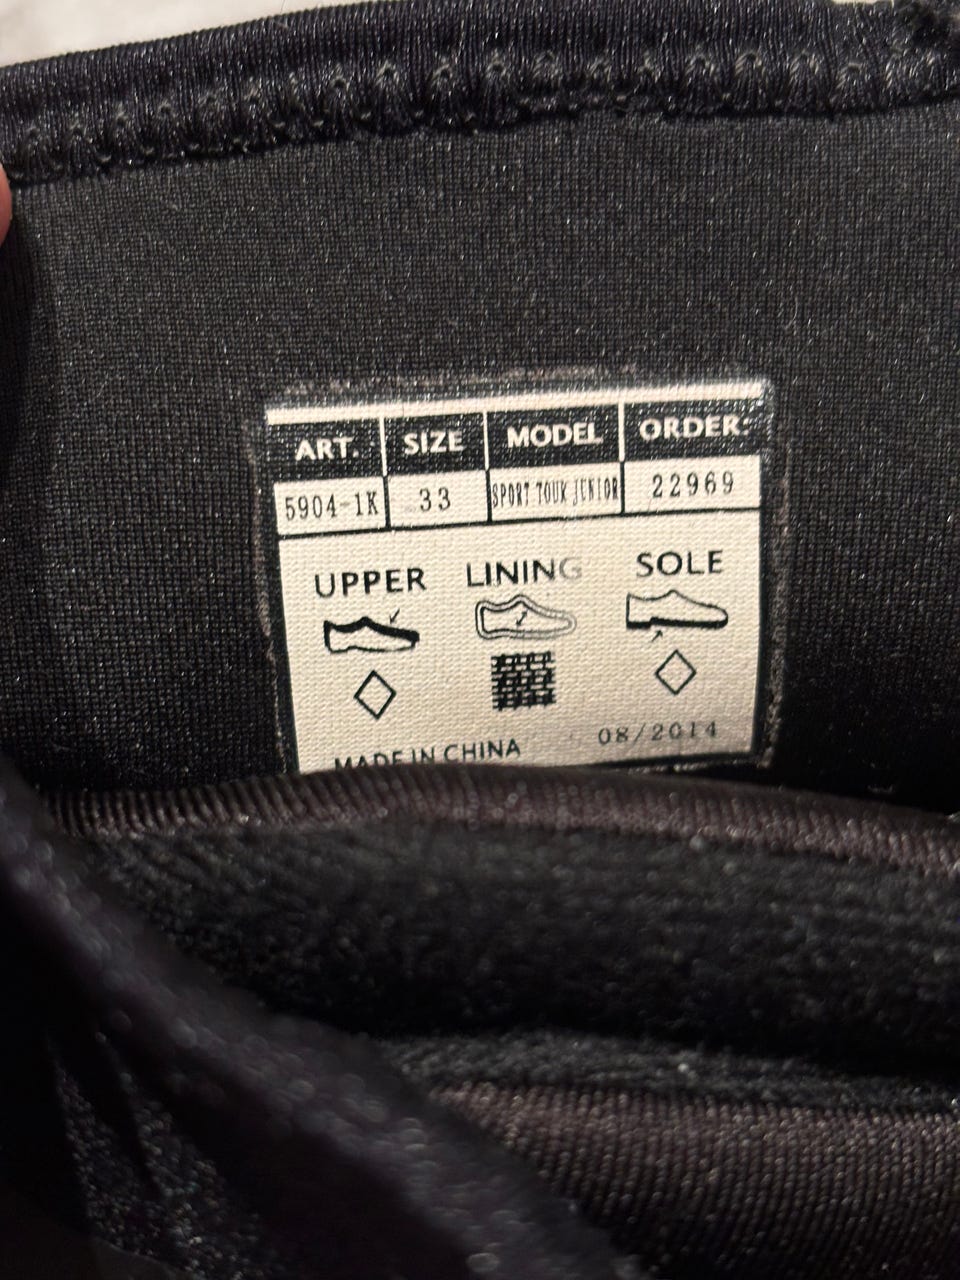 ART. SIZE MODEL ORDER:
5904-1K 33 SPORT TOUR JUNIOR 22969
UPPER LINING SOLE
MADE IN CHINA 08/2014